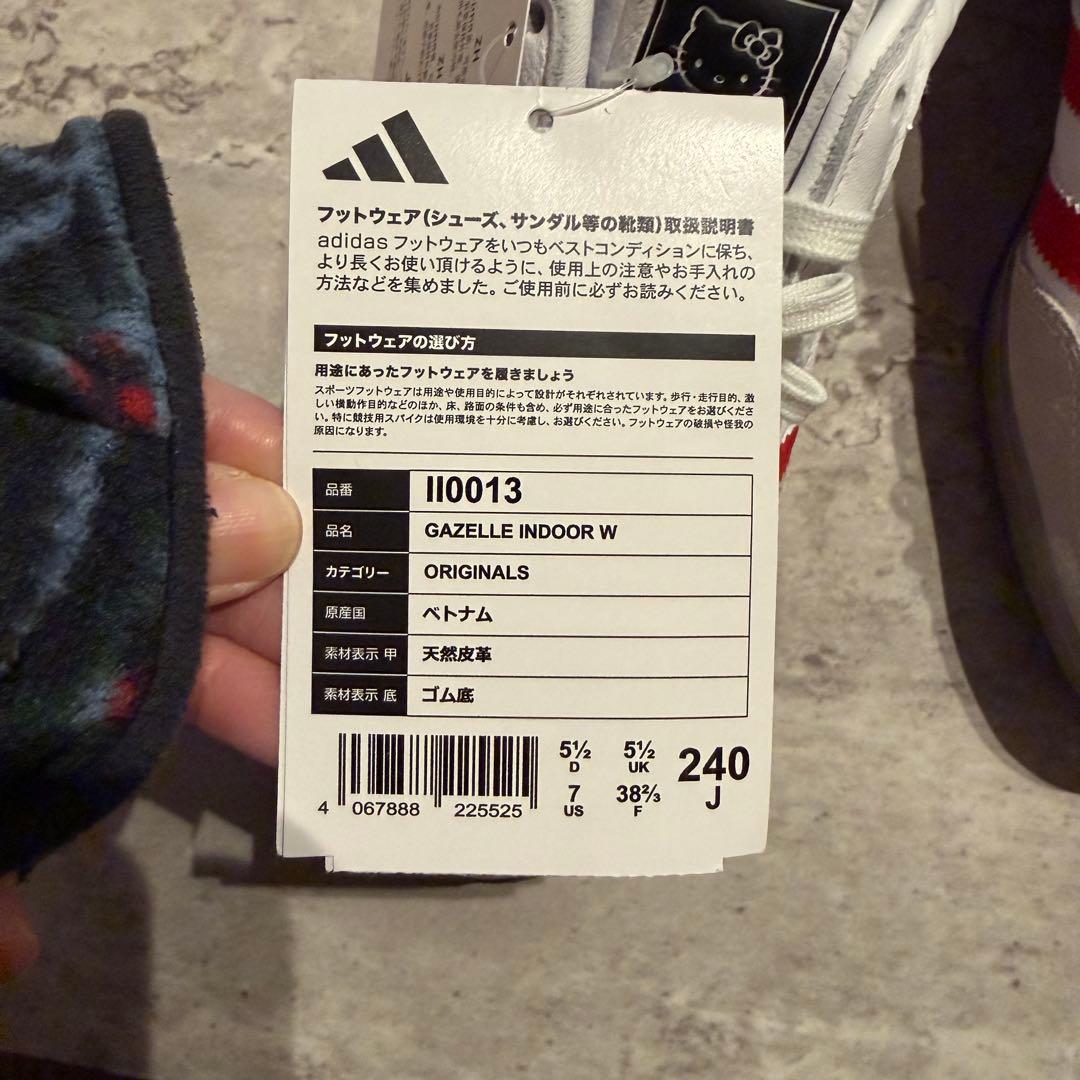 フットウェア(シューズ、サンダル等の靴類)取扱説明書
adidas フットウェアをいつもベストコンディションに保ち、
より長くお使い頂けるように、使用上の注意やお手入れの
方法などを集めました。ご使用前に必ずお読みください。
フットウェアの選び方
用途にあったフットウェアを履きましょう
スポーツフットウェアは用途や使用目的によって設計がそれぞれされています。歩行・走行目的、激
しい横動作目的などのほか、床、路面の条件も含め、必ず用途に合ったフットウェアをお選びくださ
い。特に競技用スパイクは使用環境を十分に考慮し、お選びください。フットウェアの破損や怪我の
原因になります。
品番 II0013
品名 GAZELLE INDOOR W
カテゴリー ORIGINALS
原産国 ベトナム
素材表示 甲 天然皮革
素材表示 底 ゴム底
5½ D 5½ UK 240 J
7 US 38⅔ F
4 067888 225525